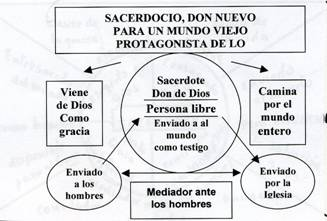 SACERDOCIO, DON NUEVO
PARA UN MUNDO VIEJO
PROTAGONISTA DE LO
Sacerdote
Don de Dios
Persona libre
Enviado a al
mundo
como testigo
Viene
de Dios
Como
gracia
Camina
por el
mundo
entero
Enviado
a los
hombres
Mediador ante
los hombres
Enviado
por la
Iglesia